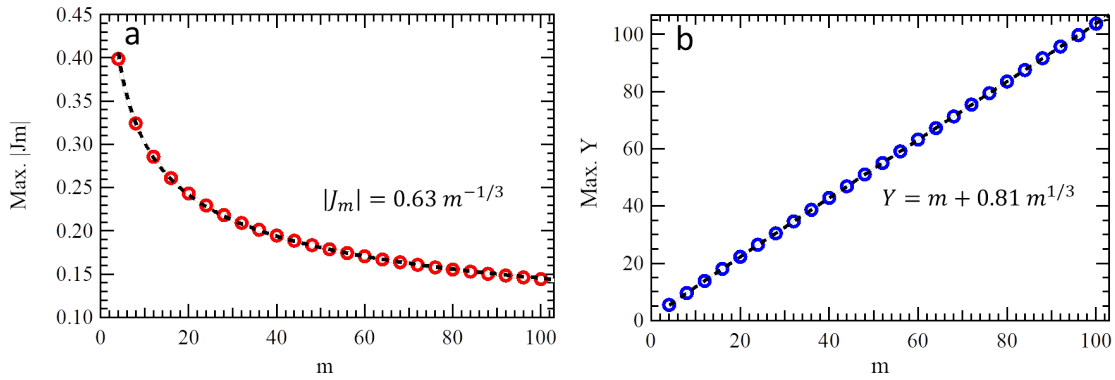 a
0.45
0.40
0.35
0.30
0.25
0.20
0.15
0.10
Max. |Jm|
|J_m| = 0.63 m^{-1/3}
0 20 40 60 80 100
m
b
100
80
60
40
20
0
Max. Y
Y = m + 0.81 m^{1/3}
0 20 40 60 80 100
m